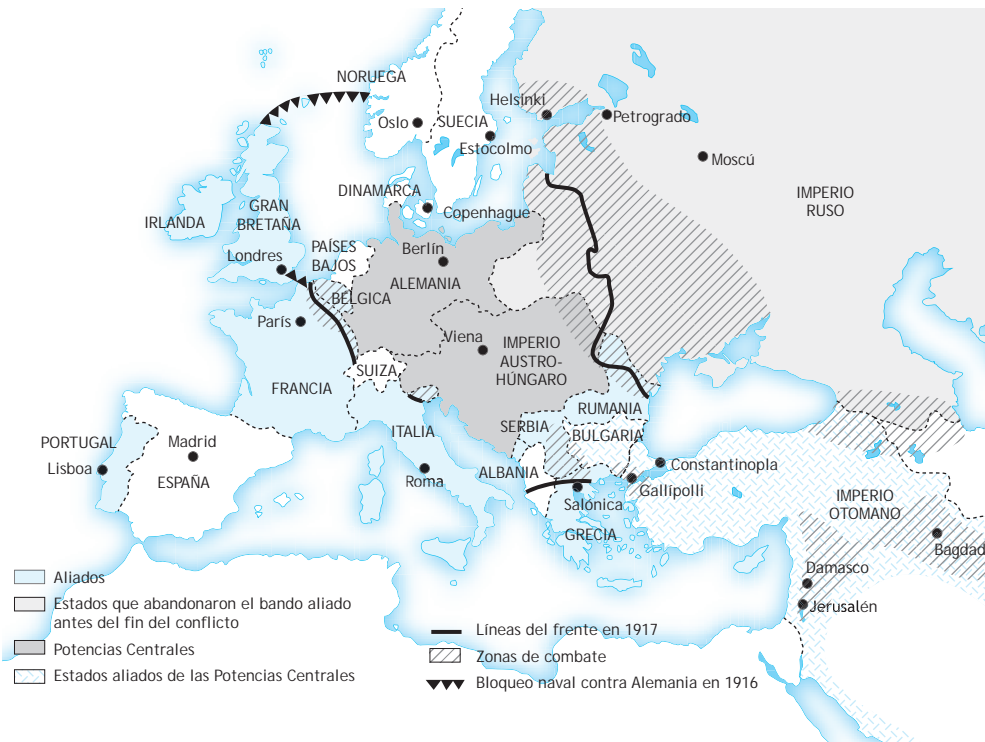 NORUEGA
Helsinki
Petrogrado
Oslo
SUECIA
Estocolmo
Moscú
DINAMARCA
Copenhague
IMPERIO
RUSO
IRLANDA
GRAN
BRETAÑA
Londres
PAÍSES
BAJOS
Berlín
ALEMANIA
BELGICA
París
Viena
IMPERIO
AUSTRO-
HÚNGARO
SUIZA
FRANCIA
RUMANIA
SERBIA
BULGARIA
ITALIA
PORTUGAL
Lisboa
Madrid
ESPAÑA
Roma
ALBANIA
Constantinopla
Gallípolli
Salónica
GRECIA
IMPERIO
OTOMANO
Bagdad
Damasco
Jerusalén
Aliados
Estados que abandonaron el bando aliado
antes del fin del conflicto
Potencias Centrales
Estados aliados de las Potencias Centrales
Líneas del frente en 1917
Zonas de combate
Bloqueo naval contra Alemania en 1916